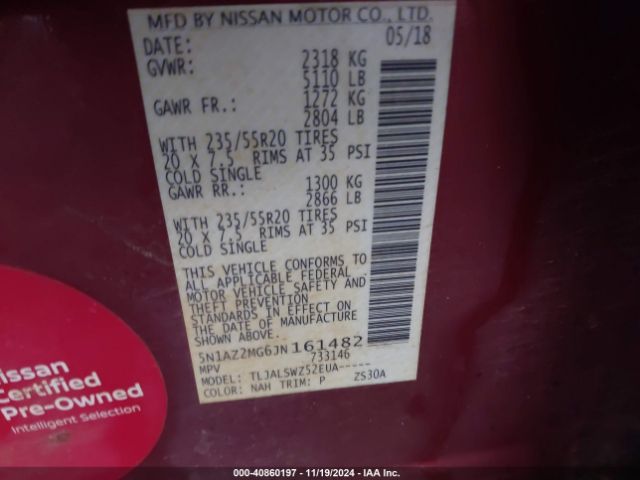 MFD BY NISSAN MOTOR CO., LTD.
DATE: 05/18
GVWR: 2318 KG
5110 LB
GAWR FR.: 1272 KG
2804 LB
WITH 235/55R20 TIRES
20 X 7.5 RIMS AT 35 PSI
COLD SINGLE
GAWR RR.: 1300 KG
2866 LB
WITH 235/55R20 TIRES
20 X 7.5 RIMS AT 35 PSI
COLD SINGLE
THIS VEHICLE CONFORMS TO
ALL APPLICABLE FEDERAL
MOTOR VEHICLE SAFETY AND
THEFT PREVENTION
STANDARDS IN EFFECT ON
THE DATE OF MANUFACTURE
SHOWN ABOVE.
5N1AZ2MG6JN161482
MPV 733146
MODEL: TLJALSWZ52EUA-----
COLOR: NAH TRIM: P ZS30A
Nissan
Certified
Pre-Owned
Intelligent Selection
000-40860197 - 11/19/2024 - IAA Inc.